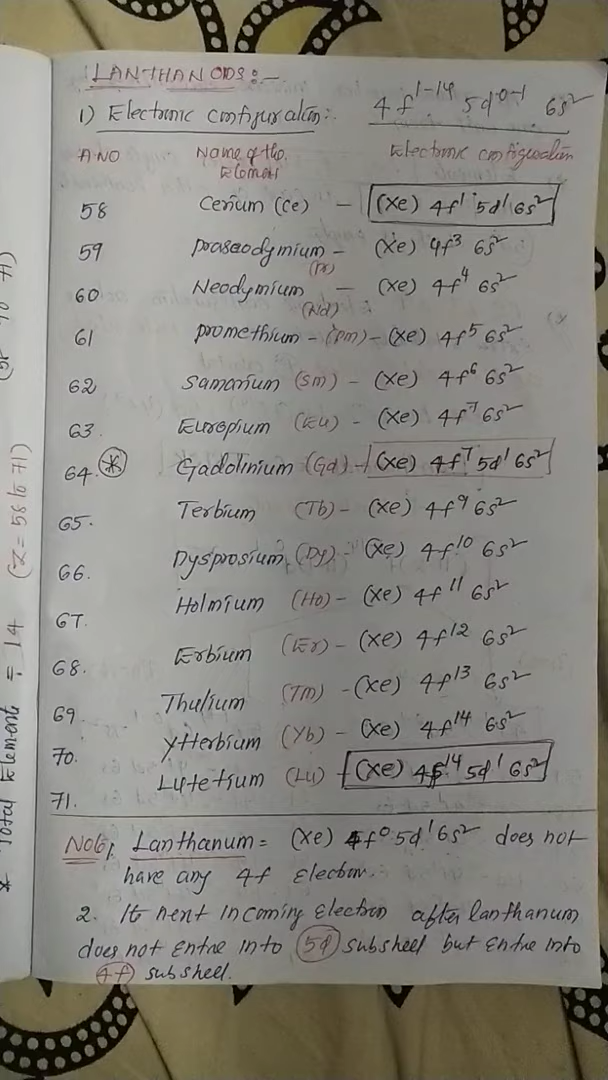 LANTHANODS:-
1) Electronic configuration:- 4f¹⁻¹⁴ 5d⁰⁻¹ 6s²
A.NO Name of the Element Electronic configuration
58 Cerium (Ce) - (Xe) 4f¹ 5d¹ 6s²
59 praseodymium - (Pr) (Xe) 4f³ 6s²
60 Neodymium (Nd) - (Xe) 4f⁴ 6s²
61 promethium - (Pm) - (Xe) 4f⁵ 6s²
62 Samarium (Sm) - (Xe) 4f⁶ 6s²
63. Europium (Eu) - (Xe) 4f⁷ 6s²
64. * Gadolinium (Gd) - (Xe) 4f⁷ 5d¹ 6s²
65. Terbium (Tb) - (Xe) 4f⁹ 6s²
66. Dysprosium (Dy) - (Xe) 4f¹⁰ 6s²
67. Holmium (Ho) - (Xe) 4f¹¹ 6s²
68. Erbium (Er) - (Xe) 4f¹² 6s²
69. Thulium (Tm) - (Xe) 4f¹³ 6s²
70. Ytterbium (Yb) - (Xe) 4f¹⁴ 6s²
71. Lutetium (Lu) - (Xe) 4f¹⁴ 5d¹ 6s²
Note 1, Lanthanum = (Xe) 4f⁰ 5d¹ 6s² does not
have any 4f Electron.
2. Its nent incoming Electron after lanthanum
does not Entre into 5d subsheel but Entre into
4f subsheel.
* Total Element = 14 (Z = 58 to 71)